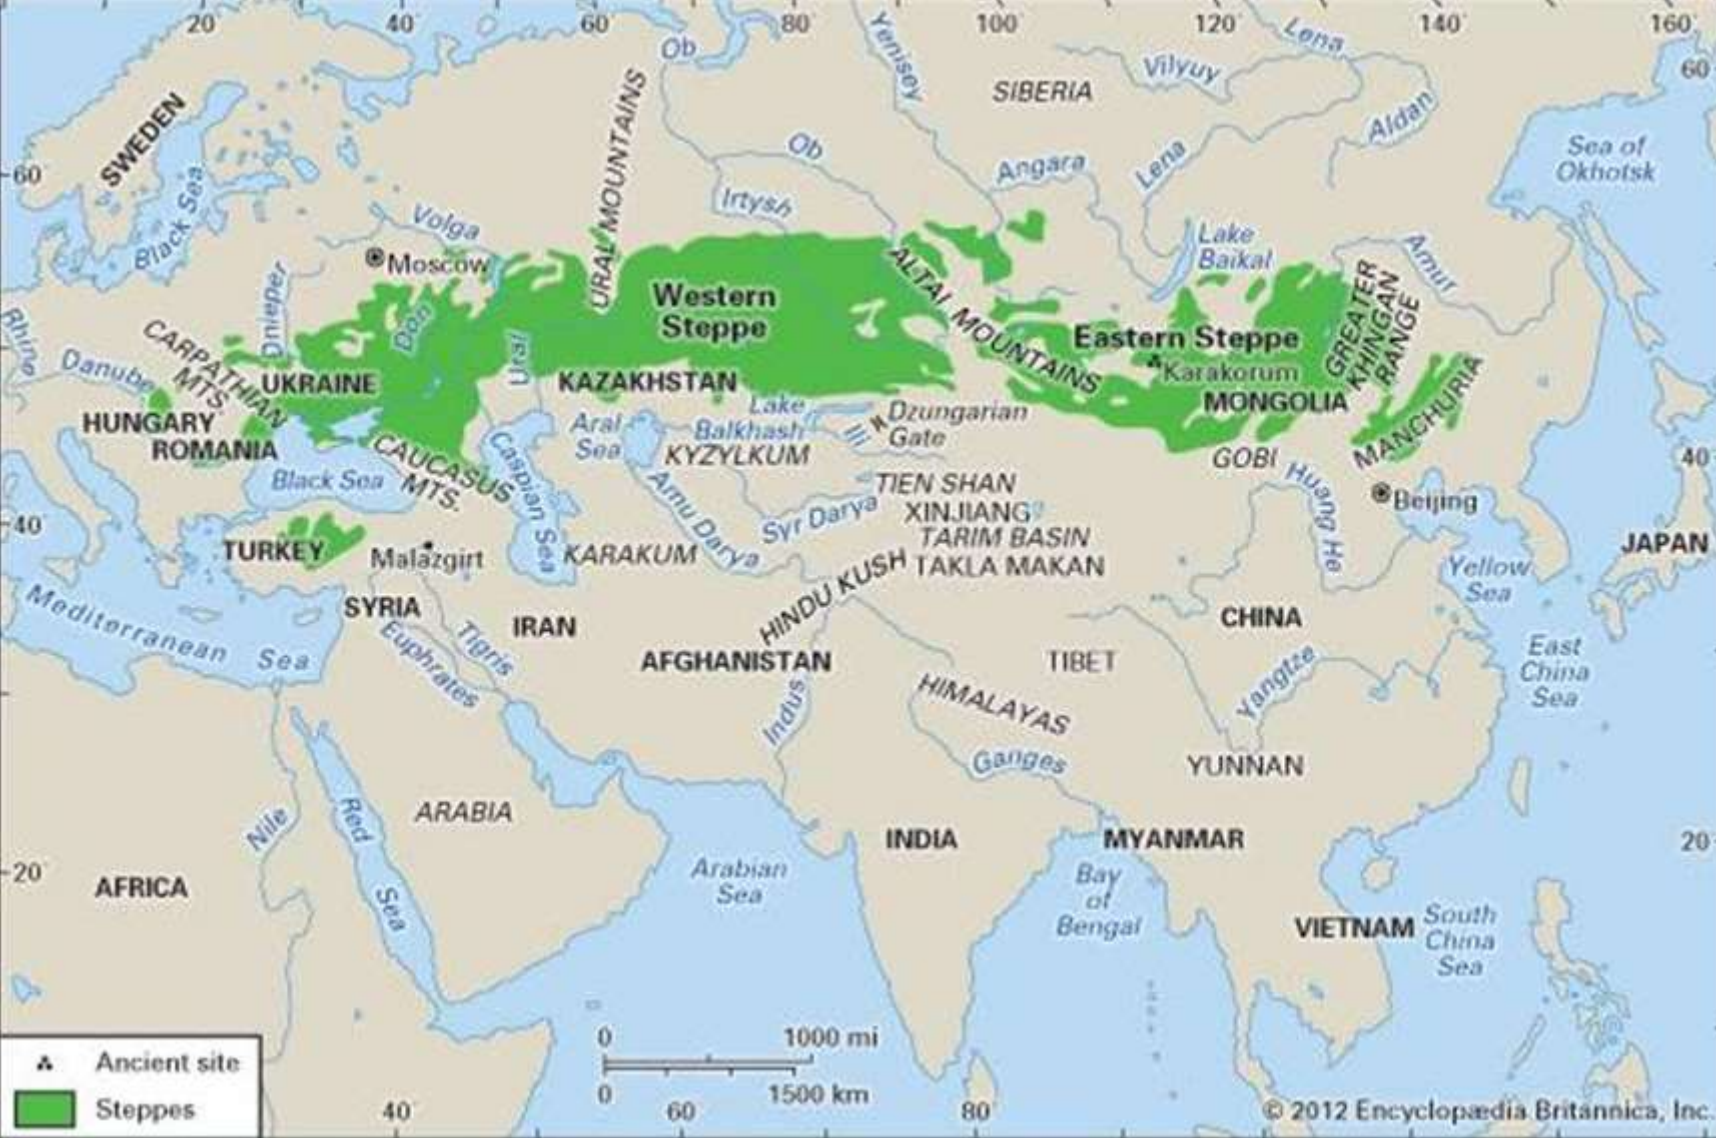 20°
40°
60°
80°
100°
120°
140°
160°
Ob
Yenisey
Lena
Vilyuy
60°
SIBERIA
SWEDEN
URAL MOUNTAINS
Aldan
Ob
Angara
Lena
Sea of
Okhotsk
60°
Black Sea
Irtysh
Volga
Moscow
Lake
Baikal
Amur
Dnieper
Don
ALTAI MOUNTAINS
Western
Steppe
Eastern Steppe
GREATER
KHINGAN
RANGE
Rhine
Danube
CARPATHIAN
MTS.
Ural
Karakorum
UKRAINE
KAZAKHSTAN
MONGOLIA
MANCHURIA
HUNGARY
ROMANIA
Aral
Sea
Lake
Balkhash
Ili
Dzungarian
Gate
KYZYLKUM
GOBI
40°
CAUCASUS
MTS.
Caspian Sea
Black Sea
Amu Darya
Syr Darya
TIEN SHAN
XINJIANG
TARIM BASIN
TAKLA MAKAN
Huang He
Beijing
40°
TURKEY
Malazgirt
KARAKUM
HINDU KUSH
JAPAN
Yellow
Sea
Mediterranean Sea
SYRIA
IRAN
CHINA
Euphrates
Tigris
AFGHANISTAN
TIBET
East
China
Sea
Indus
HIMALAYAS
Yangtze
Ganges
YUNNAN
Nile
Red
Sea
ARABIA
INDIA
MYANMAR
20°
20°
AFRICA
Arabian
Sea
Bay
of
Bengal
VIETNAM
South
China
Sea
0
1000 mi
0
1500 km
Ancient site
Steppes
40°
60°
80°
© 2012 Encyclopædia Britannica, Inc.